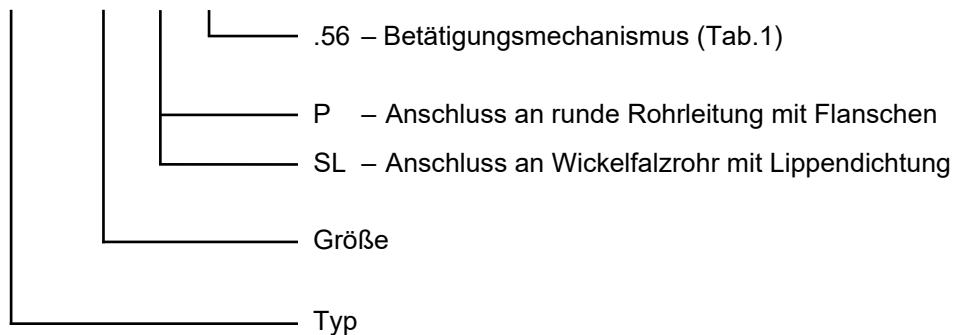 .56 – Betätigungsmechanismus (Tab.1)
P – Anschluss an runde Rohrleitung mit Flanschen
SL – Anschluss an Wickelfalzrohr mit Lippendichtung
Größe
Typ